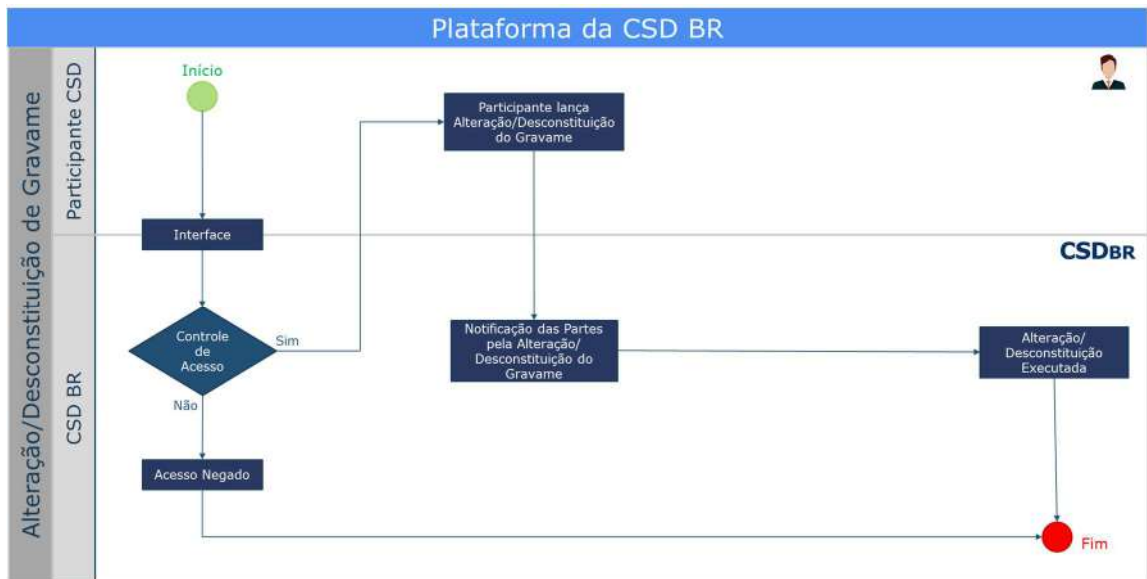 Plataforma da CSD BR
Alteração/Desconstituição de Gravame
Participante CSD
Início
Participante lança
Alteração/Desconstituição
do Gravame
Interface
CSD BR
CSDBR
Controle
de
Acesso
Sim
Não
Notificação das Partes
pela Alteração/
Desconstituição do
Gravame
Alteração/
Desconstituição
Executada
Acesso Negado
Fim